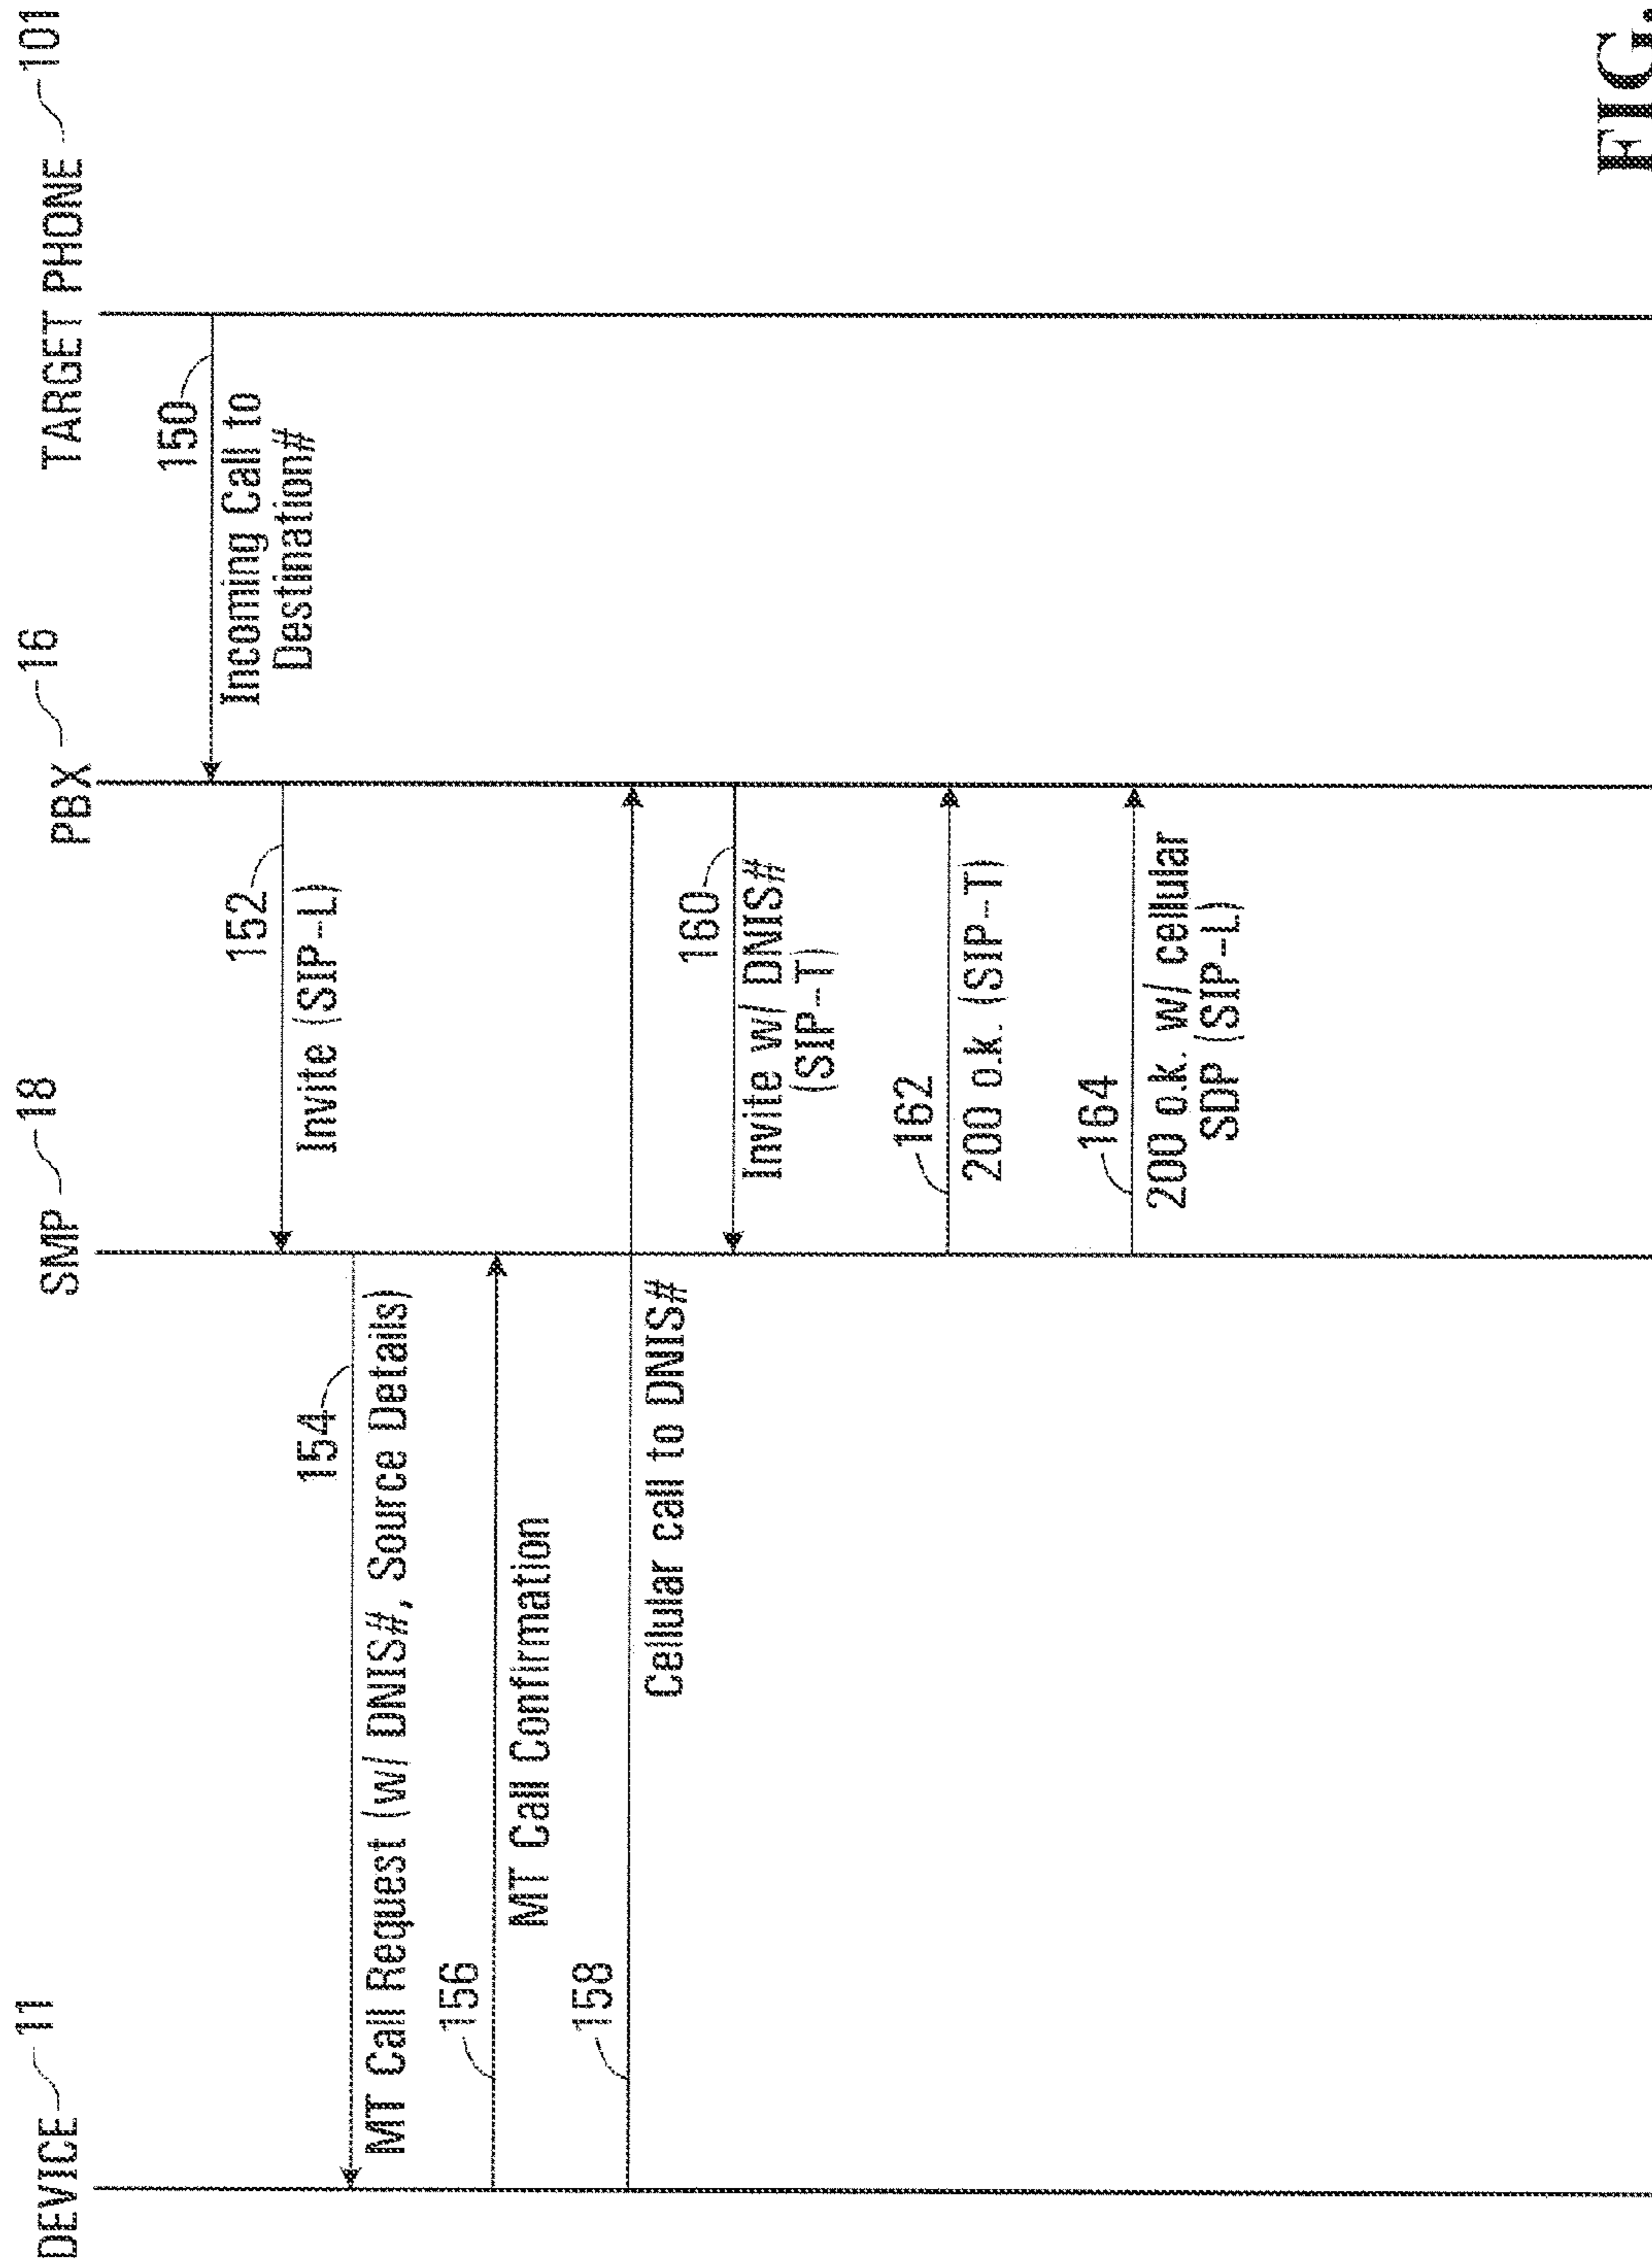 DEVICE 11
SMP 18
PBX 16
TARGET PHONE 101
150
Incoming Call to
Destination#
152
Invite (SIP-L)
154
MT Call Request (w/ DNIS#, Source Details)
156
MT Call Confirmation
158
Cellular call to DNIS#
160
Invite w/ DNIS#
(SIP-T)
162
200 o.k. (SIP-T)
164
200 o.k. w/ cellular
SDP (SIP-L)
FIG.